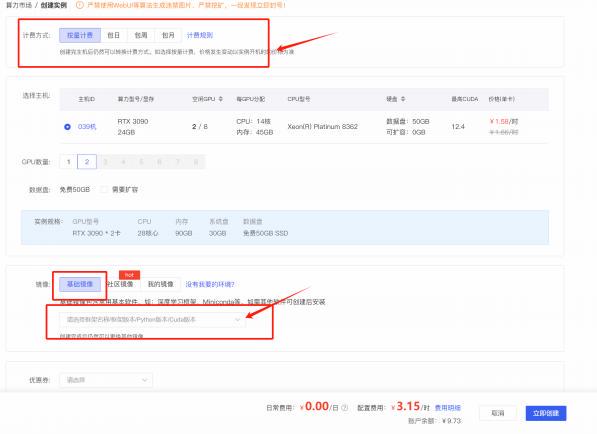 算力市场 / 创建实例 严禁使用WebUI等算法生成违禁图片、严禁挖矿，一经发现立即封号！
计费方式： 按量计费 包日 包周 包月 计费规则
创建完主机后仍然可以转换计费方式。如选择按量计费，价格发生变动以实例开机时的价格为准
选择主机：
主机ID 算力型号/显存 空闲GPU 每GPU分配 CPU型号 硬盘 最高CUDA 价格(单卡)
039机 RTX 3090 24GB 2 / 8 CPU：14核 内存：45GB Xeon(R) Platinum 8362 数据盘：50GB 可扩容：0GB 12.4 ￥1.58/时 ￥1.66/时
GPU数量： 1 2 3 4 5 6 7 8
数据盘： 免费50GB 需要扩容
实例规格： GPU型号 CPU 内存 系统盘 数据盘
RTX 3090 * 2卡 28核心 90GB 30GB 免费50GB SSD
hot
镜像： 基础镜像 社区镜像 我的镜像 没有我要的环境?
基础镜像包含常用基本软件，如：深度学习框架、Miniconda等，如需其他软件可创建后安装
请选择框架名称/框架版本/Python版本/Cuda版本
创建完成后仍然可以更换其他镜像
优惠券： 请选择
日常费用：￥0.00/日 配置费用：￥3.15/时 费用明细
账户余额：￥9.73
取消 立即创建